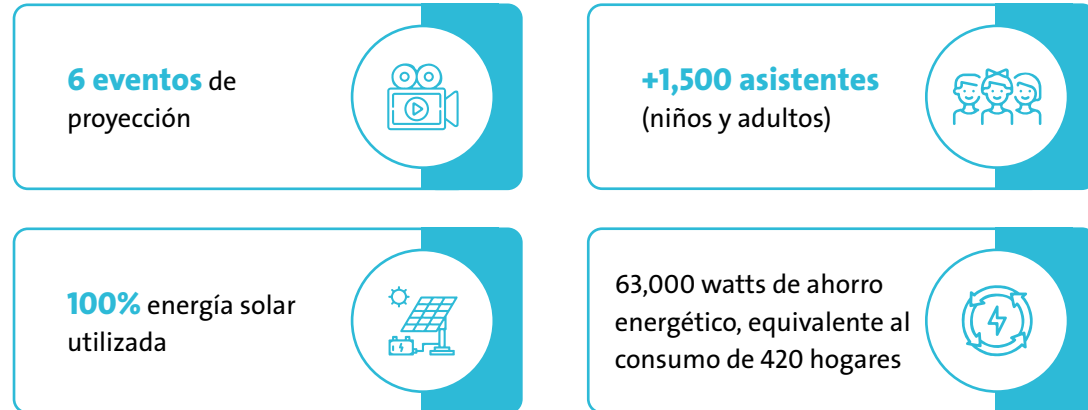 6 eventos de
proyección
+1,500 asistentes
(niños y adultos)
100% energía solar
utilizada
63,000 watts de ahorro
energético, equivalente al
consumo de 420 hogares